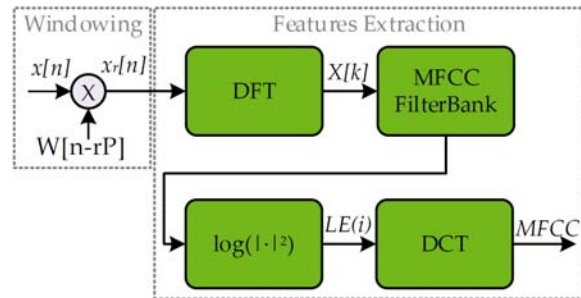 Windowing
Features Extraction
x[n]
xᵣ[n]
X
W[n-rP]
DFT
X[k]
MFCC
FilterBank
log(|·|²)
LE(i)
DCT
MFCC